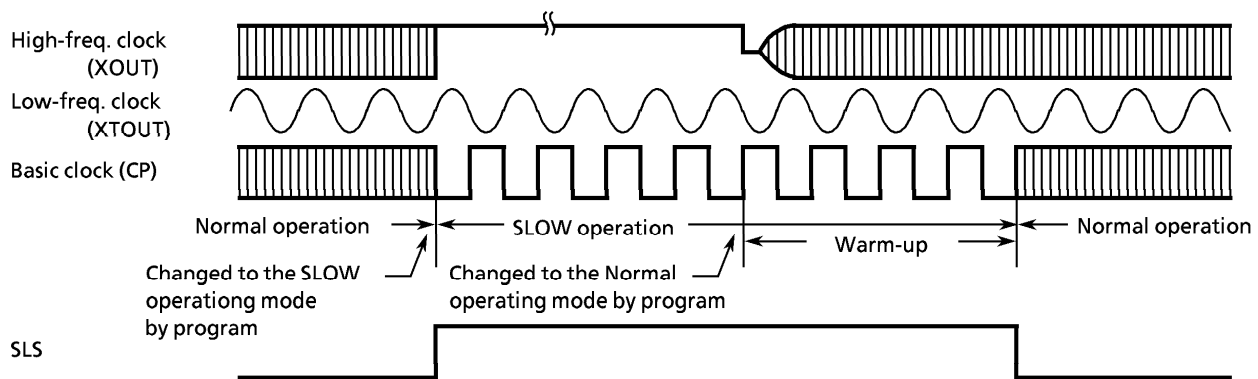 High-freq. clock
(XOUT)
Low-freq. clock
(XTOUT)
Basic clock (CP)
Normal operation
SLOW operation
Normal operation
Warm-up
Changed to the SLOW
operationg mode
by program
Changed to the Normal
operating mode by program
SLS